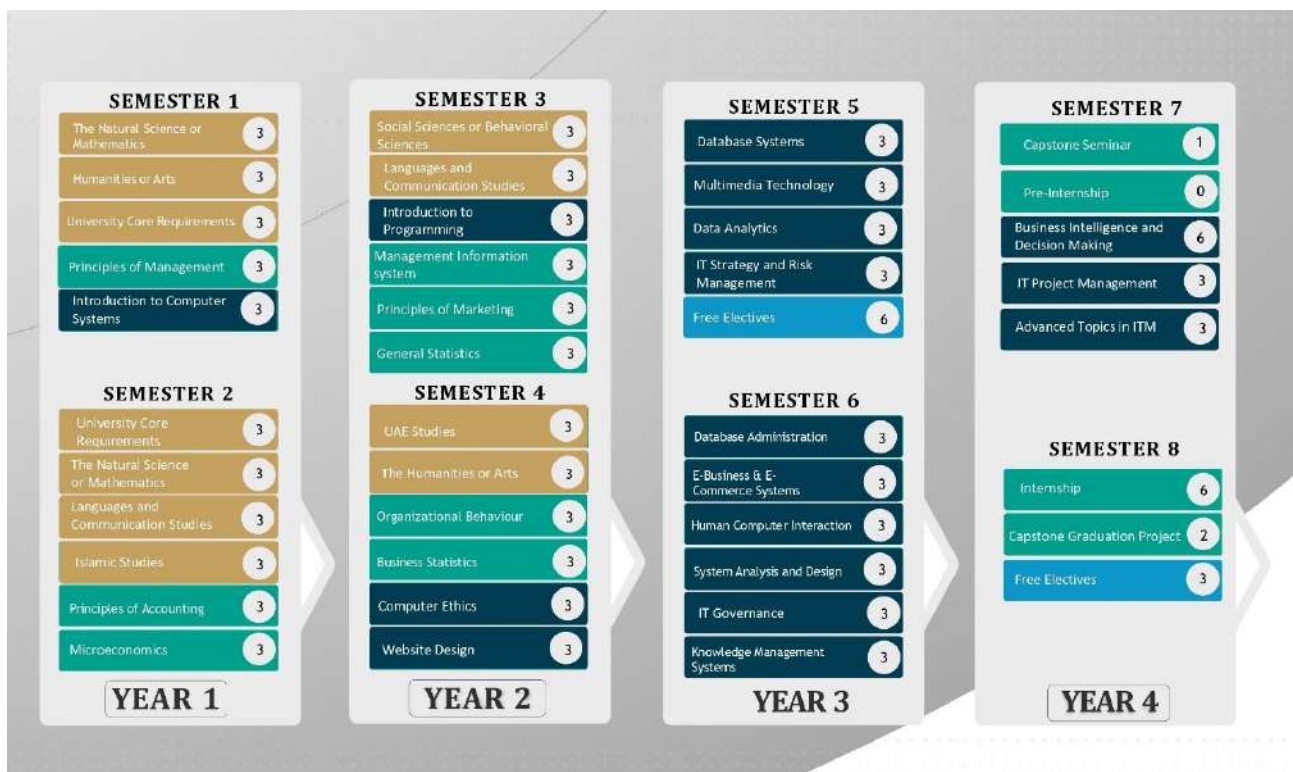 SEMESTER 1
The Natural Science or
Mathematics
3
Humanities or Arts
3
University Core Requirements
3
Principles of Management
3
Introduction to Computer
Systems
3
SEMESTER 2
University Core
Requirements
3
The Natural Science
or Mathematics
3
Languages and
Communication Studies
3
Islamic Studies
3
Principles of Accounting
3
Microeconomics
3
YEAR 1
SEMESTER 3
Social Sciences or Behavioral
Sciences
3
Languages and
Communication Studies
3
Introduction to
Programming
3
Management Information
system
3
Principles of Marketing
3
General Statistics
3
SEMESTER 4
UAE Studies
3
The Humanities or Arts
3
Organizational Behaviour
3
Business Statistics
3
Computer Ethics
3
Website Design
3
YEAR 2
SEMESTER 5
Database Systems
3
Multimedia Technology
3
Data Analytics
3
IT Strategy and Risk
Management
3
Free Electives
6
SEMESTER 6
Database Administration
3
E-Business & E-
Commerce Systems
3
Human Computer Interaction
3
System Analysis and Design
3
IT Governance
3
Knowledge Management
Systems
3
YEAR 3
SEMESTER 7
Capstone Seminar
1
Pre-Internship
0
Business Intelligence and
Decision Making
6
IT Project Management
3
Advanced Topics in ITM
3
SEMESTER 8
Internship
6
Capstone Graduation Project
2
Free Electives
3
YEAR 4